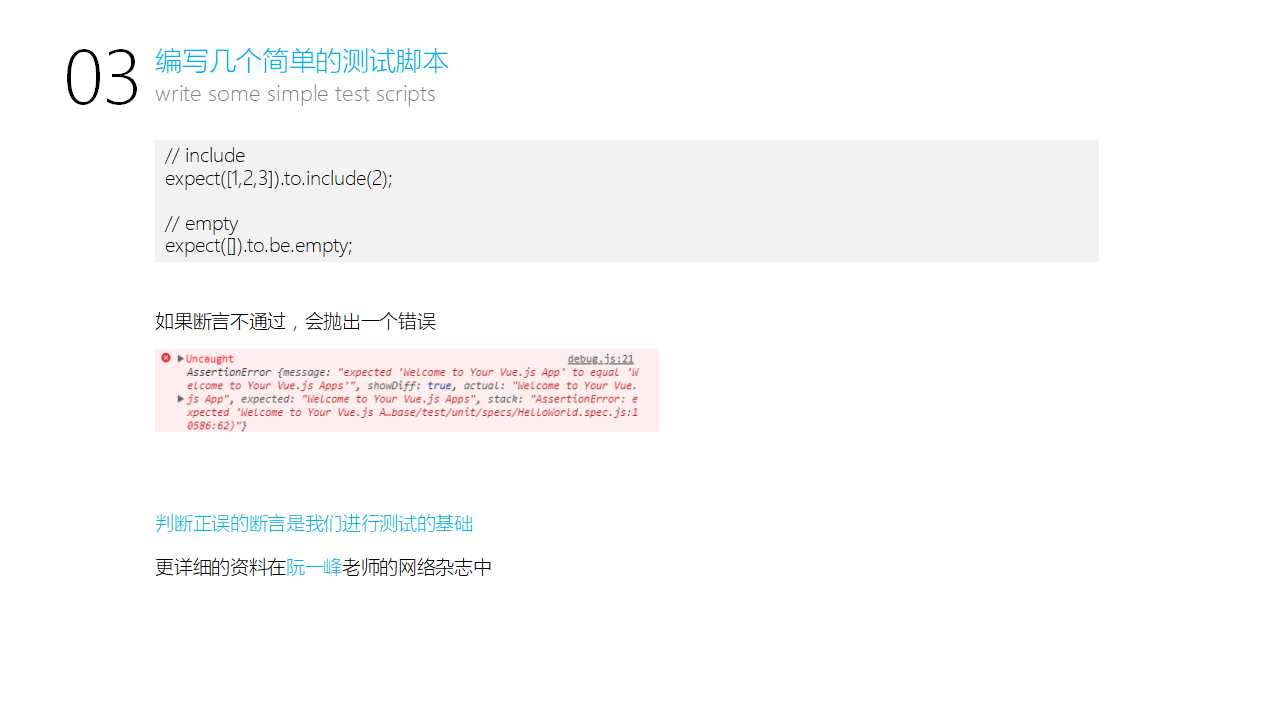 03
编写几个简单的测试脚本
write some simple test scripts
// include
expect([1,2,3]).to.include(2);
// empty
expect([]).to.be.empty;
如果断言不通过，会抛出一个错误
Uncaught debug.js:21
AssertionError {message: "expected 'Welcome to Your Vue.js App' to equal 'W
elcome to Your Vue.js Apps'", showDiff: true, actual: "Welcome to Your Vue.
js App", expected: "Welcome to Your Vue.js Apps", stack: "AssertionError: e
xpected 'Welcome to Your Vue.js A…base/test/unit/specs/HelloWorld.spec.js:1
0586:62)"}
判断正误的断言是我们进行测试的基础
更详细的资料在阮一峰老师的网络杂志中